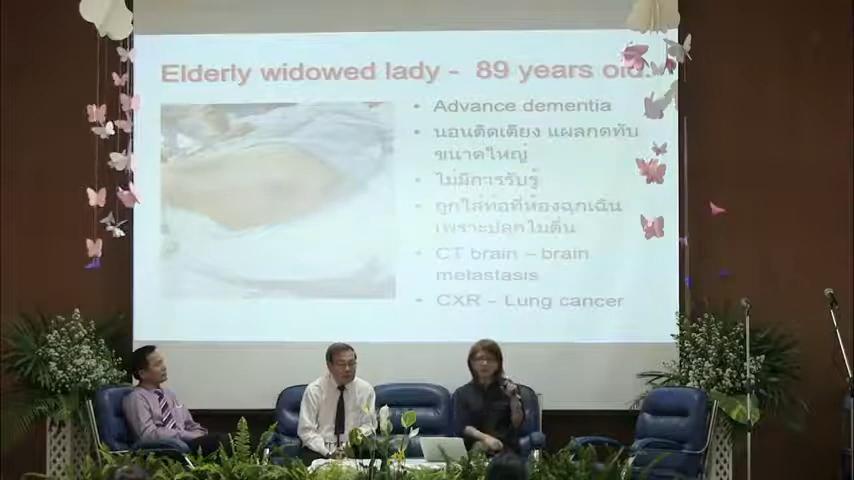 Elderly widowed lady - 89 years old.
• Advance dementia
• นอนติดเตียง แผลกดทับ
ขนาดใหญ่
• ไม่มีการรับรู้
• ถูกใส่ท่อที่ห้องฉุกเฉิน
เพราะปลุกไม่ตื่น
• CT brain – brain
metastasis
• CXR – Lung cancer